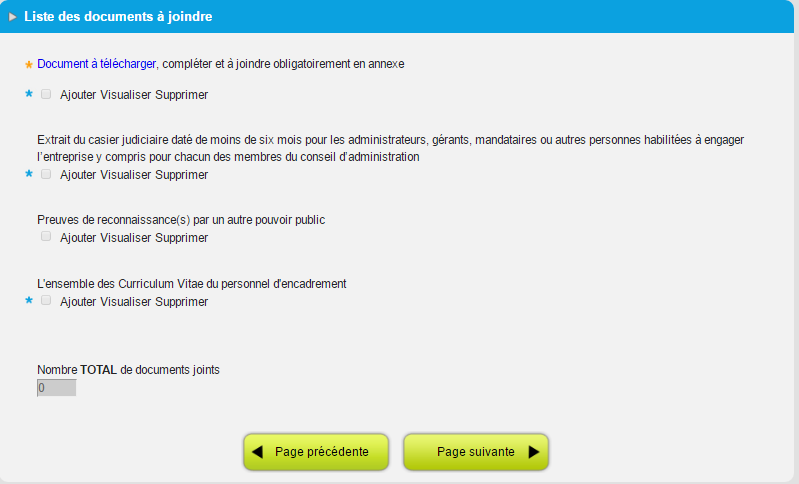 Liste des documents à joindre
* Document à télécharger, compléter et à joindre obligatoirement en annexe
* Ajouter Visualiser Supprimer
Extrait du casier judiciaire daté de moins de six mois pour les administrateurs, gérants, mandataires ou autres personnes habilitées à engager
l'entreprise y compris pour chacun des membres du conseil d'administration
* Ajouter Visualiser Supprimer
Preuves de reconnaissance(s) par un autre pouvoir public
Ajouter Visualiser Supprimer
L'ensemble des Curriculum Vitae du personnel d'encadrement
* Ajouter Visualiser Supprimer
Nombre TOTAL de documents joints
0
Page précédente Page suivante